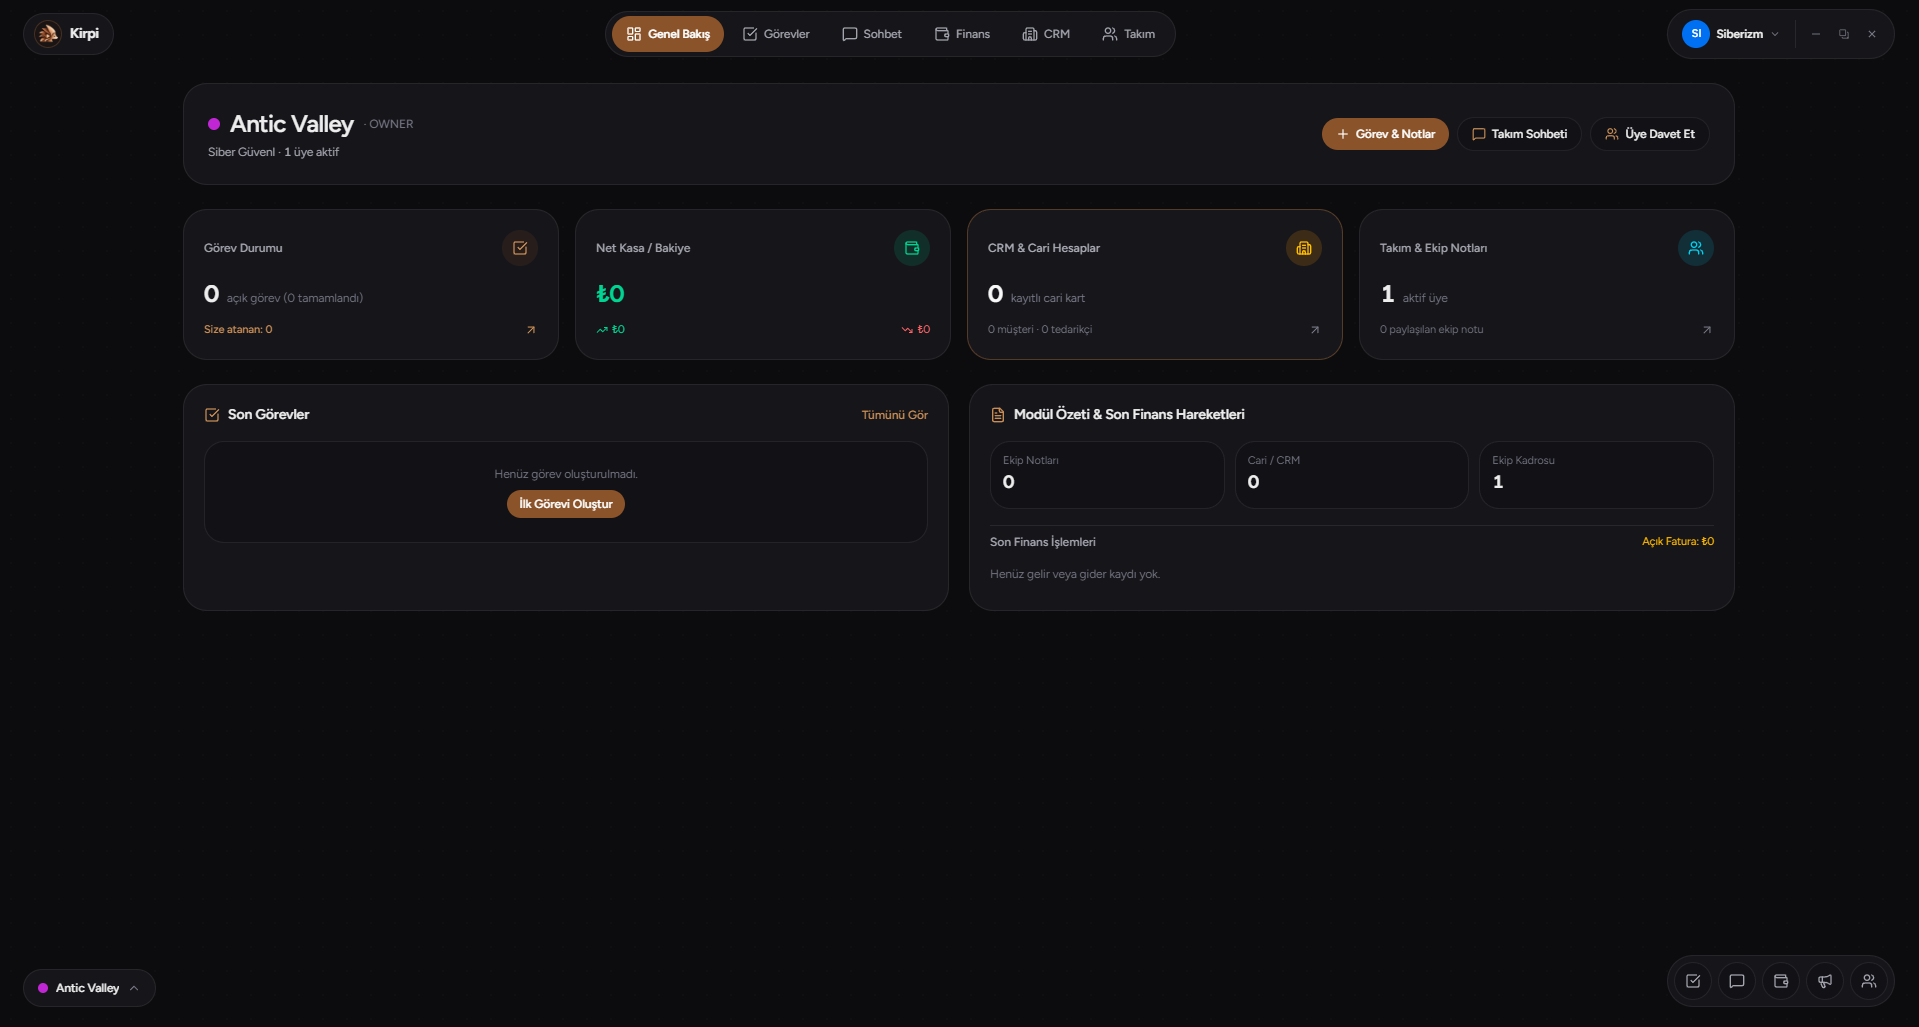 Kirpi
Genel Bakış
Görevler
Sohbet
Finans
CRM
Takım
SI
Siberizm
Antic Valley · OWNER
Siber Güvenl · 1 üye aktif
Görev & Notlar
Takım Sohbeti
Üye Davet Et
Görev Durumu
0 açık görev (0 tamamlandı)
Size atanan: 0
Net Kasa / Bakiye
₺0
₺0
₺0
CRM & Cari Hesaplar
0 kayıtlı cari kart
0 müşteri · 0 tedarikçi
Takım & Ekip Notları
1 aktif üye
0 paylaşılan ekip notu
Son Görevler
Tümünü Gör
Henüz görev oluşturulmadı.
İlk Görevi Oluştur
Modül Özeti & Son Finans Hareketleri
Ekip Notları
0
Cari / CRM
0
Ekip Kadrosu
1
Son Finans İşlemleri
Açık Fatura: ₺0
Henüz gelir veya gider kaydı yok.
Antic Valley